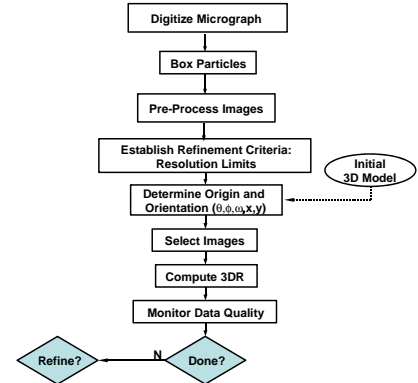 Digitize Micrograph
Box Particles
Pre-Process Images
Establish Refinement Criteria:
Resolution Limits
Initial
3D Model
Determine Origin and
Orientation (θ,ϕ,ω,x,y)
Select Images
Compute 3DR
Monitor Data Quality
Refine?
N
Done?